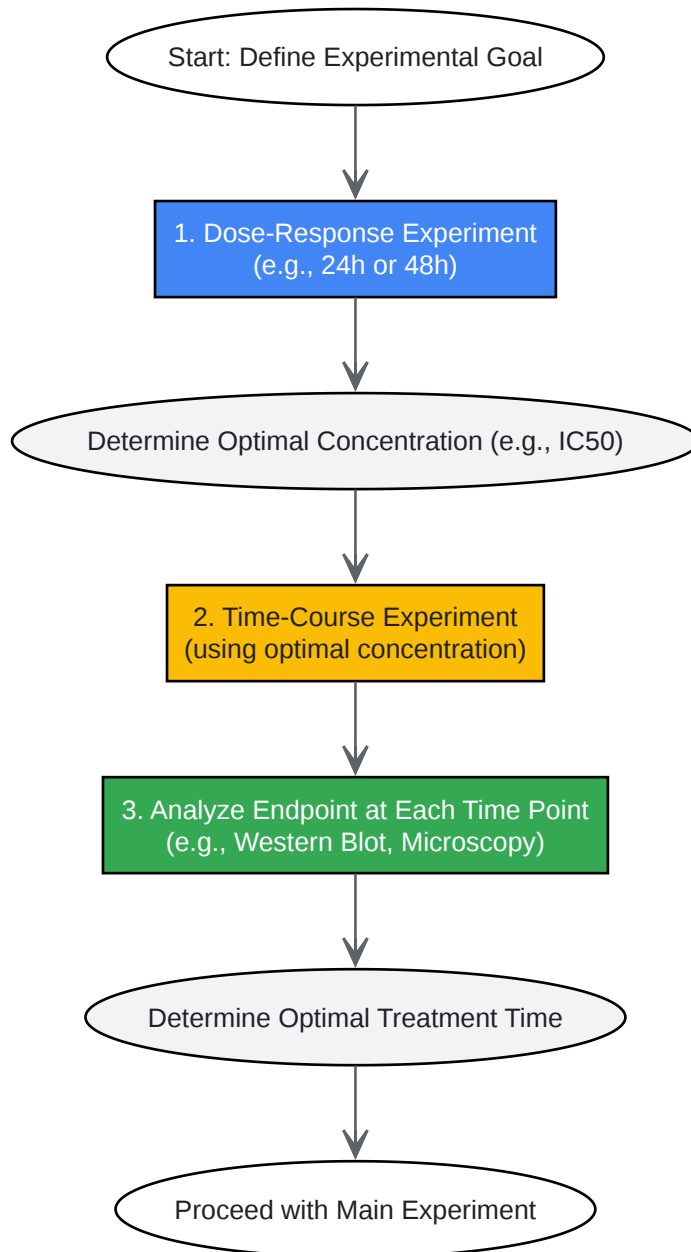 Start: Define Experimental Goal
1. Dose-Response Experiment
(e.g., 24h or 48h)
Determine Optimal Concentration (e.g., IC50)
2. Time-Course Experiment
(using optimal concentration)
3. Analyze Endpoint at Each Time Point
(e.g., Western Blot, Microscopy)
Determine Optimal Treatment Time
Proceed with Main Experiment